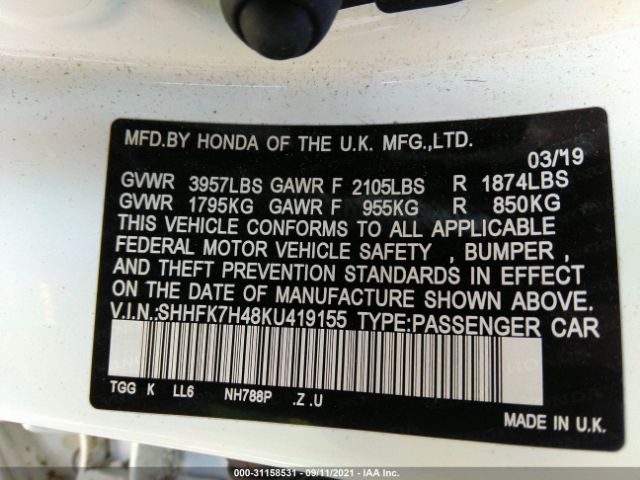 MFD.BY HONDA OF THE U.K. MFG.,LTD.
03/'19
GVWR 3957LBS GAWR F 2105LBS R 1874LBS
GVWR 1795KG GAWR F 955KG R 850KG
THIS VEHICLE CONFORMS TO ALL APPLICABLE
FEDERAL MOTOR VEHICLE SAFETY , BUMPER ,
AND THEFT PREVENTION STANDARDS IN EFFECT
ON THE DATE OF MANUFACTURE SHOWN ABOVE.
V.I.N.:SHHFK7H48KU419155 TYPE:PASSENGER CAR
TGG K LL6 NH788P .Z .U
MADE IN U.K.
000-31158531 - 09/11/2021 - IAA Inc.